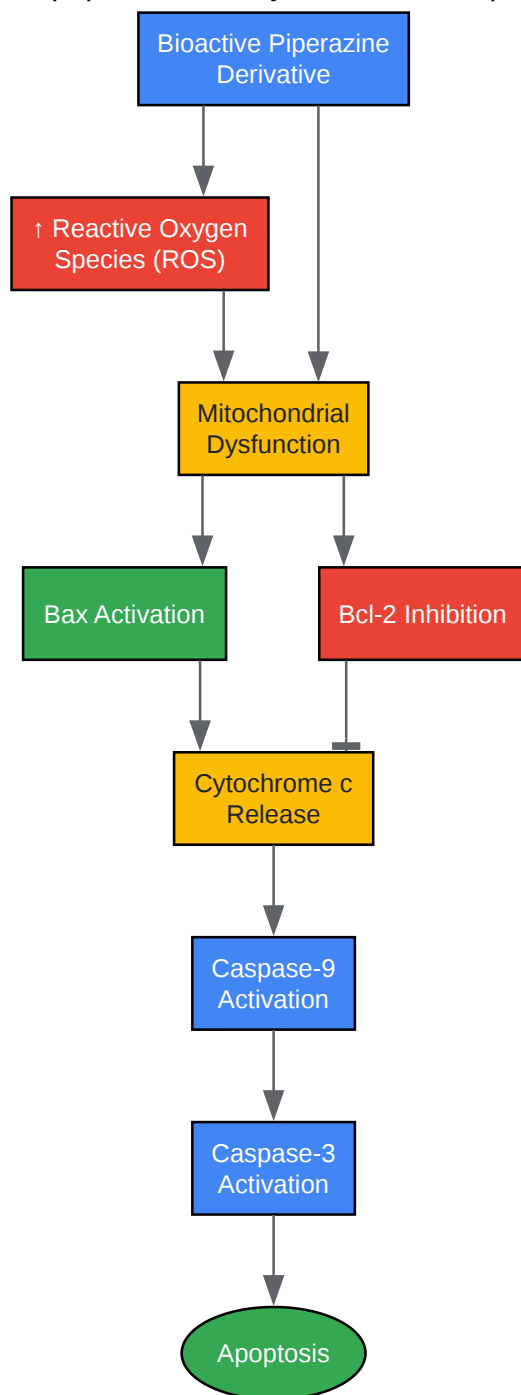 Bioactive Piperazine
Derivative
↑ Reactive Oxygen
Species (ROS)
Mitochondrial
Dysfunction
Bax Activation
Bcl-2 Inhibition
Cytochrome c
Release
Caspase-9
Activation
Caspase-3
Activation
Apoptosis